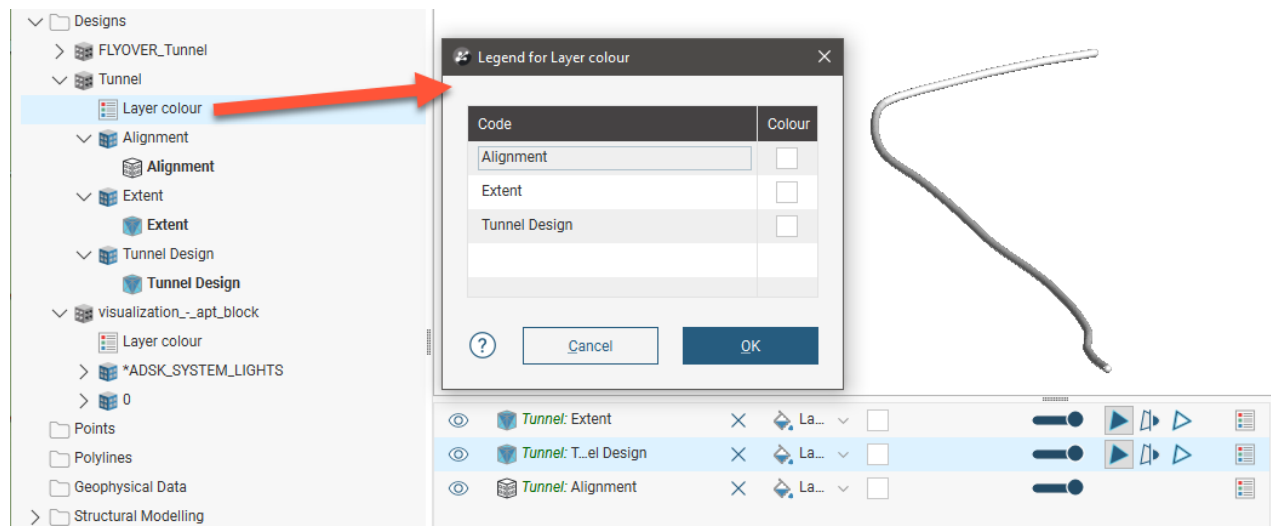 Designs
FLYOVER_Tunnel
Tunnel
Layer colour
Alignment
Alignment
Extent
Extent
Tunnel Design
Tunnel Design
visualization_-_apt_block
Layer colour
*ADSK_SYSTEM_LIGHTS
0
Points
Polylines
Geophysical Data
Structural Modelling
Legend for Layer colour
Code Colour
Alignment
Extent
Tunnel Design
? Cancel OK
Tunnel: Extent La...
Tunnel: T...el Design La...
Tunnel: Alignment La...